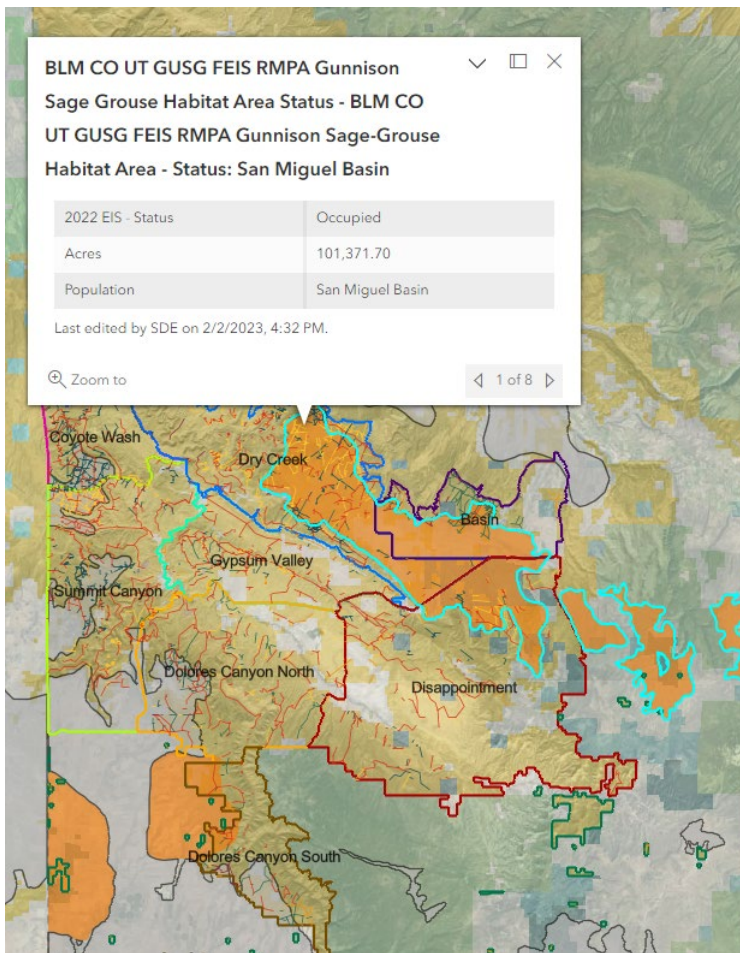 BLM CO UT GUSG FEIS RMPA Gunnison
Sage Grouse Habitat Area Status - BLM CO
UT GUSG FEIS RMPA Gunnison Sage-Grouse
Habitat Area - Status: San Miguel Basin
2022 EIS - Status Occupied
Acres 101,371.70
Population San Miguel Basin
Last edited by SDE on 2/2/2023, 4:32 PM.
Zoom to 1 of 8
Coyote Wash
Dry Creek
Basin
Gypsum Valley
Summit Canyon
Dolores Canyon North
Disappointment
Dolores Canyon South